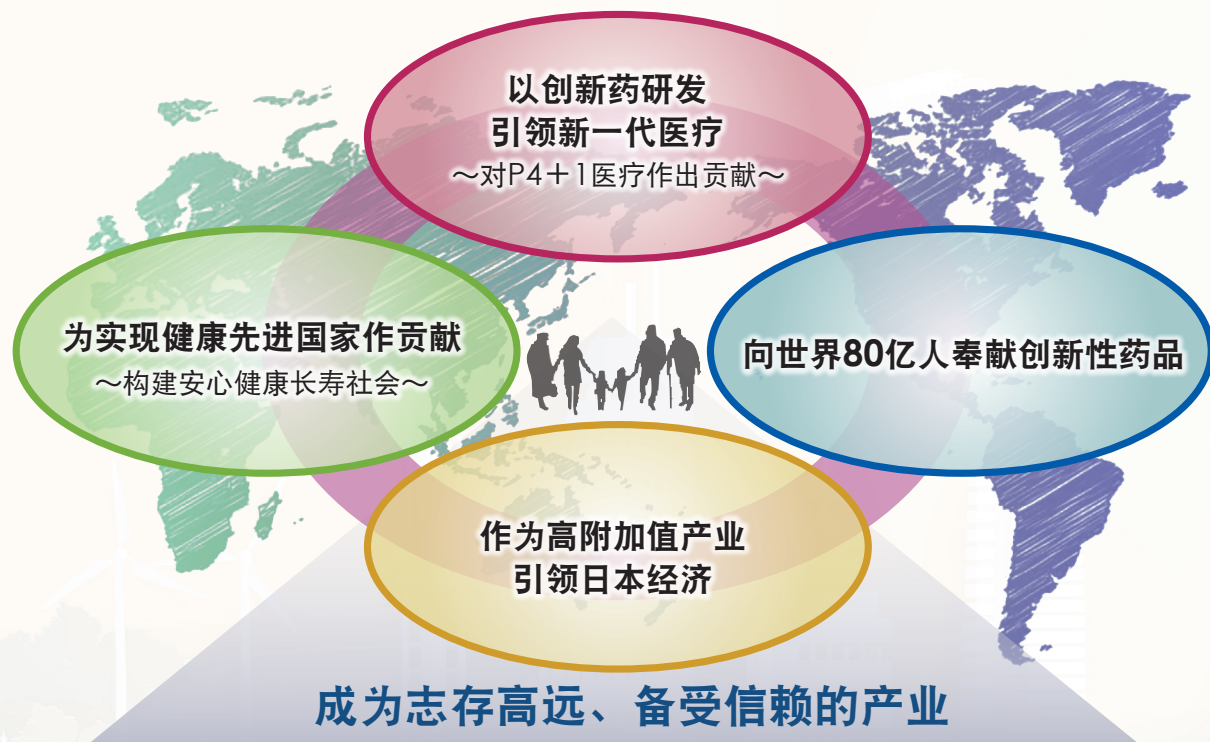 以创新药研发
引领新一代医疗
～对P4＋1医疗作出贡献～
为实现健康先进国家作贡献
～构建安心健康长寿社会～
向世界80亿人奉献创新性药品
作为高附加值产业
引领日本经济
成为志存高远、备受信赖的产业